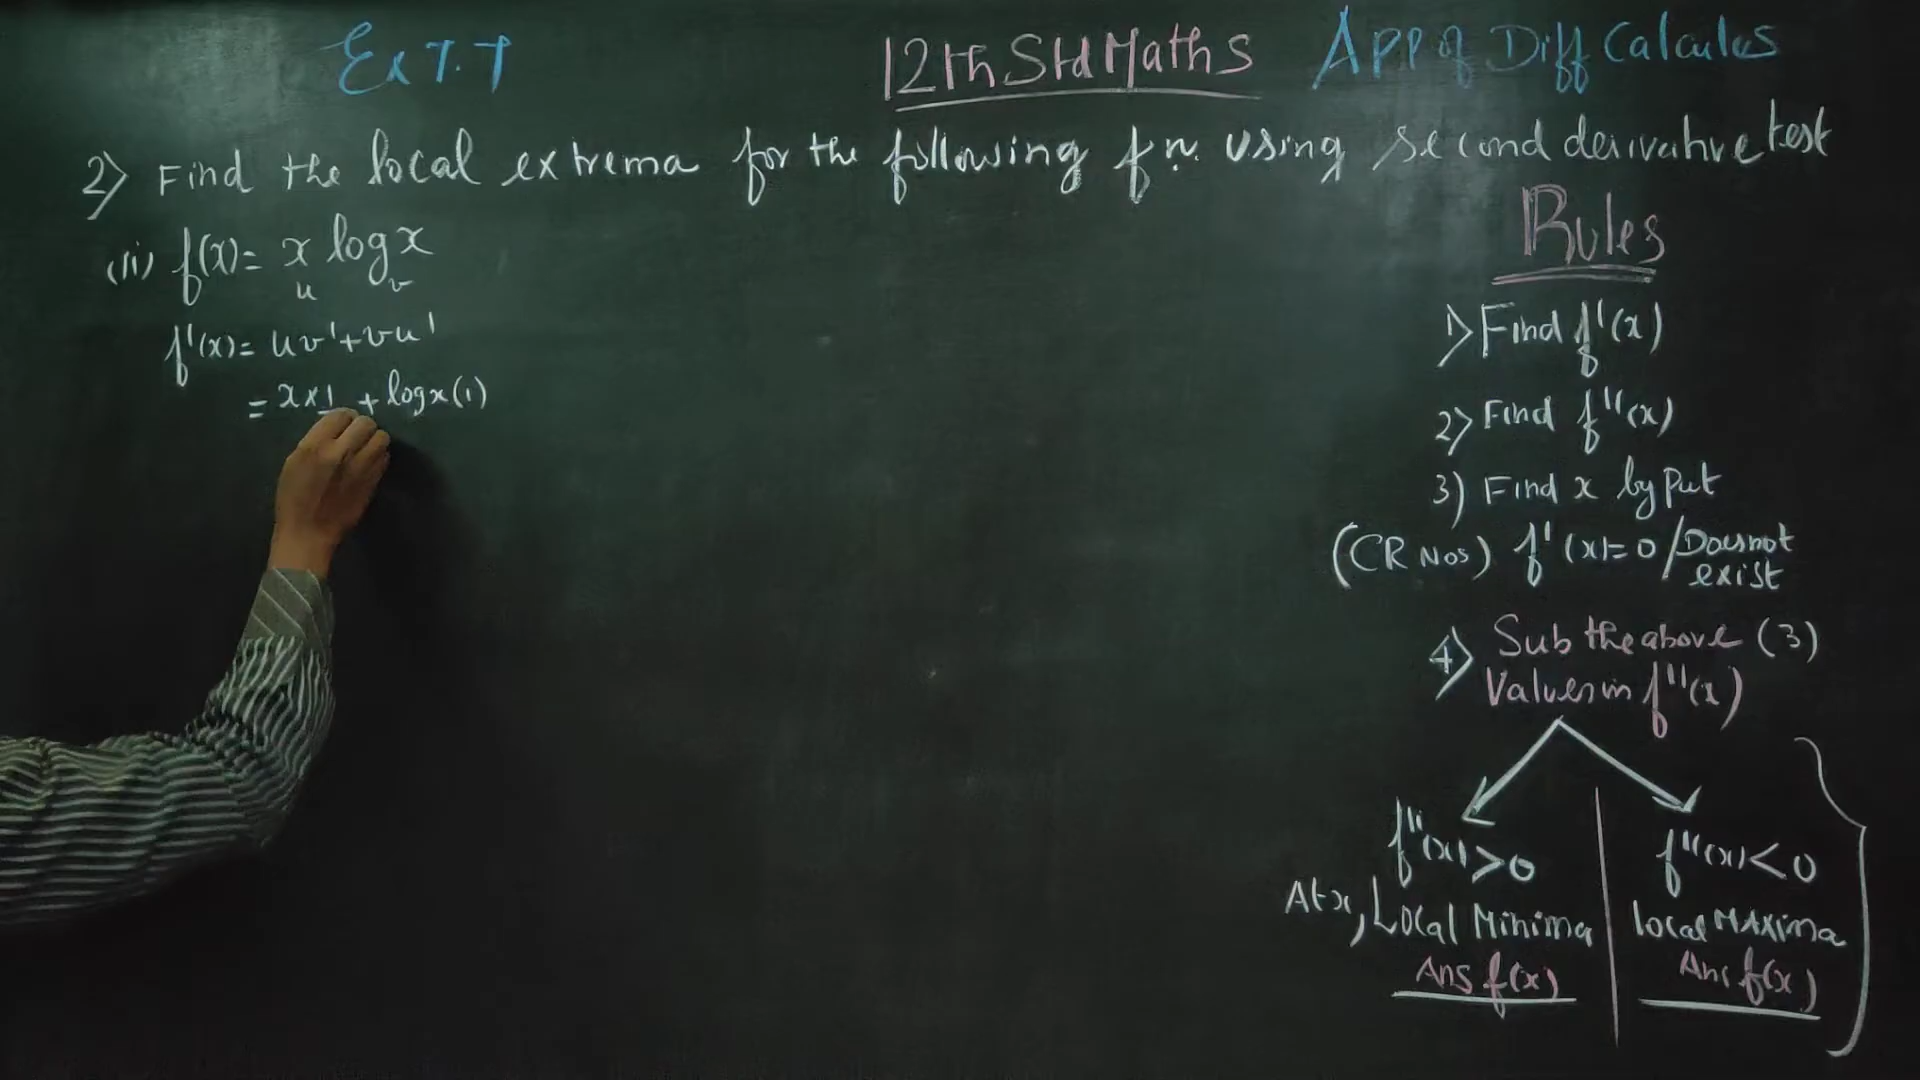 Ex 7.7
12th Std Maths App of Diff Calculus
2) Find the local extrema for the following fn. using second derivative test
(ii) f(x) = x log x
u v
f'(x) = uv' + vu'
= x × 1 + log x (1)
Rules
1) Find f'(x)
2) Find f''(x)
3) Find x by Put
(CR Nos) f'(x) = 0 / Does not exist
4) Sub the above (3)
Values in f''(x)
f''(x) > 0 f''(x) < 0
At x, Local Minima local Maxima
Ans f(x) Ans f(x)